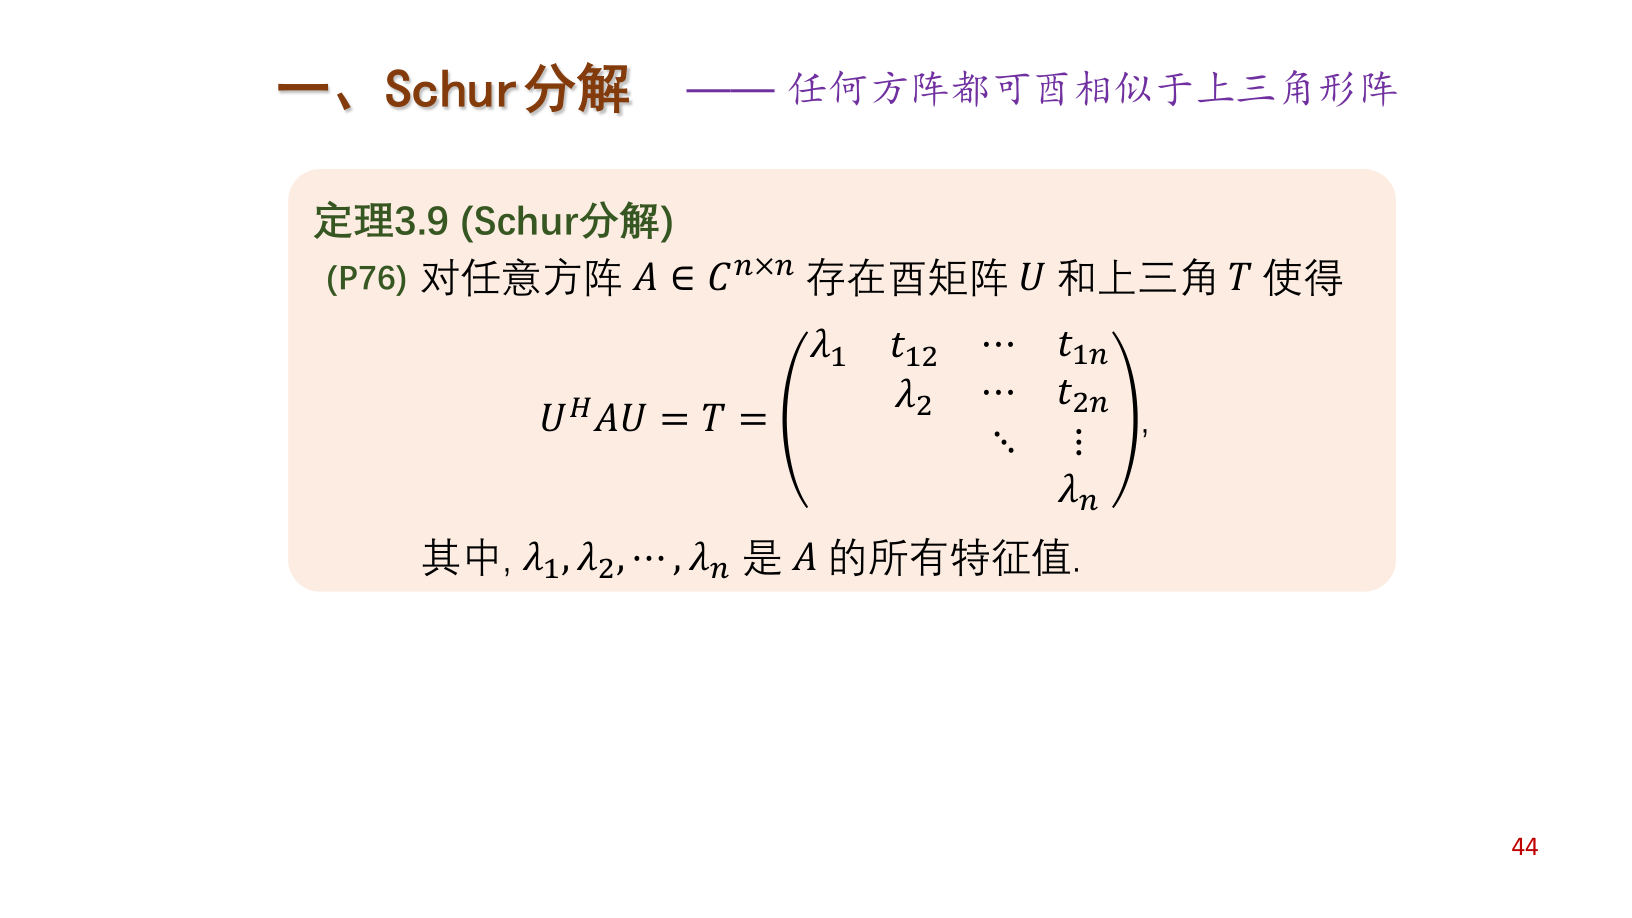 一、Schur分解 —— 任何方阵都可酉相似于上三角形阵
定理3.9 (Schur分解)
(P76) 对任意方阵 A ∈ Cⁿˣⁿ 存在酉矩阵 U 和上三角 T 使得
λ₁ t₁₂ ⋯ t₁ₙ
λ₂ ⋯ t₂ₙ
U^H AU = T = ( ) ,
⋱ ⋮
λₙ
其中, λ₁, λ₂, ⋯ , λₙ 是 A 的所有特征值.
44